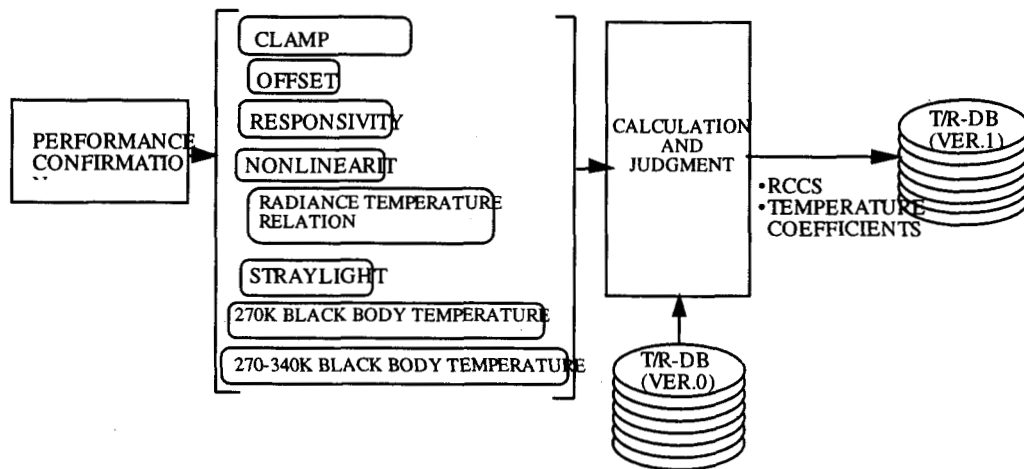 PERFORMANCE
CONFIRMATIO
N
CLAMP
OFFSET
RESPONSIVITY
NONLINEARIT
RADIANCE TEMPERATURE
RELATION
STRAYLIGHT
270K BLACK BODY TEMPERATURE
270-340K BLACK BODY TEMPERATURE
CALCULATION
AND
JUDGMENT
•RCCS
•TEMPERATURE
COEFFICIENTS
T/R-DB
(VER.1)
T/R-DB
(VER.0)